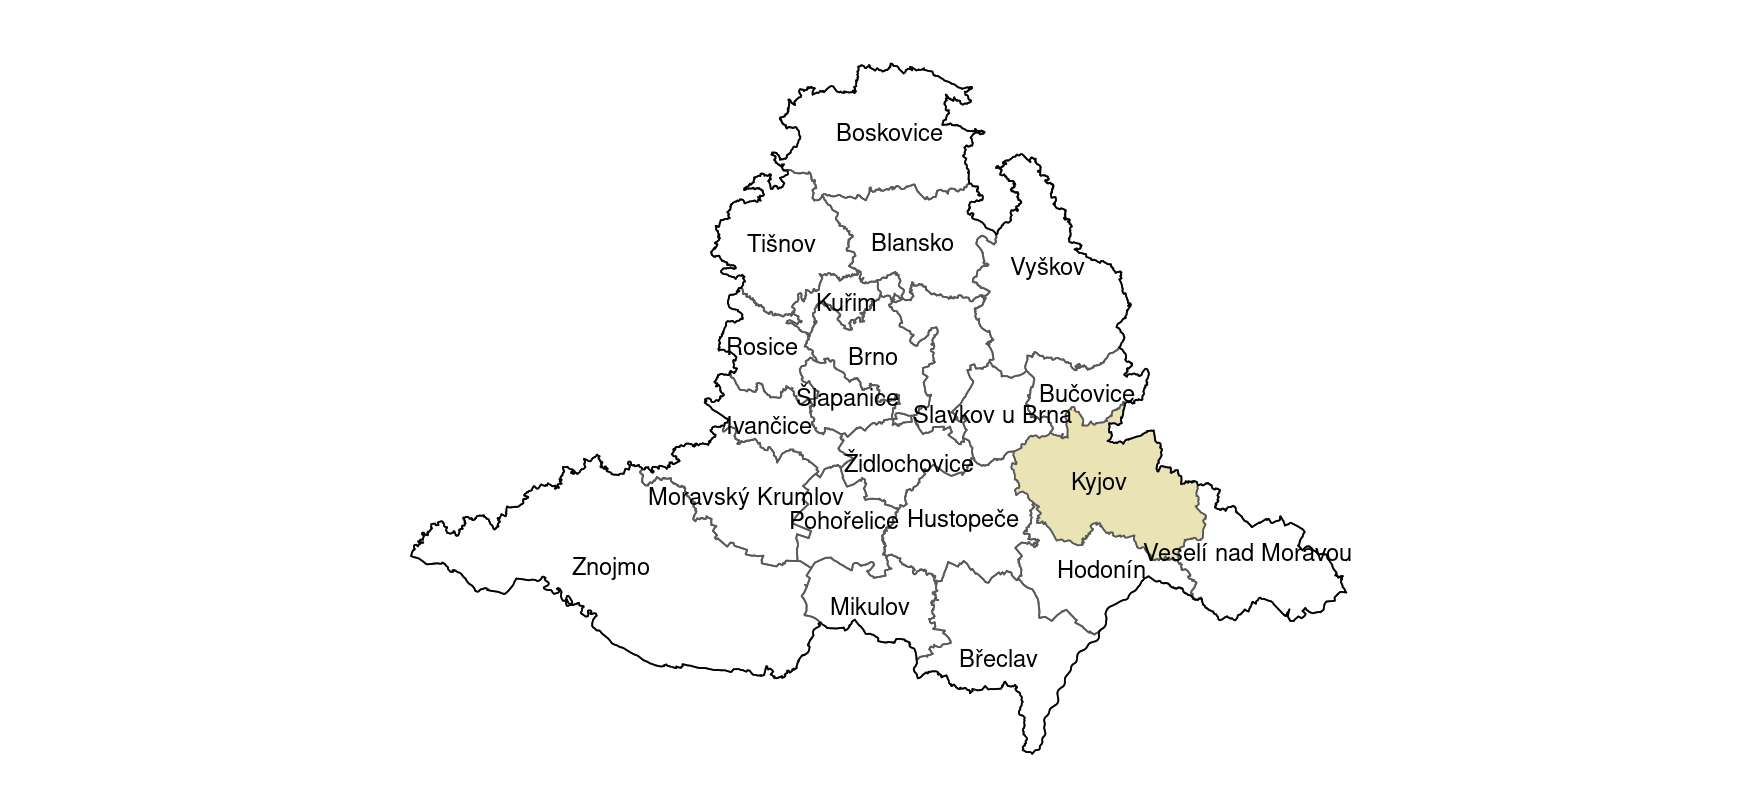 Boskovice
Tišnov
Blansko
Vyškov
Kuřim
Rosice
Brno
Šlapanice
Bučovice
Slavkov u Brna
Ivančice
Židlochovice
Kyjov
Moravský Krumlov
Pohořelice
Hustopeče
Veselí nad Moravou
Znojmo
Hodonín
Mikulov
Břeclav